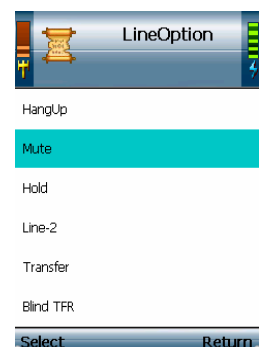 LineOption
HangUp
Mute
Hold
Line-2
Transfer
Blind TFR
Select Return